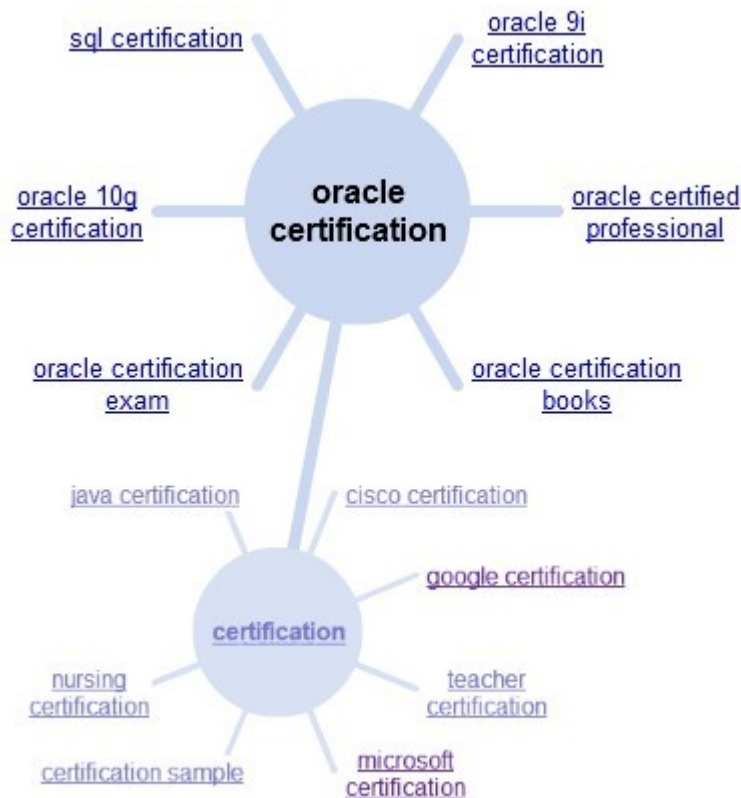 sql certification
oracle 9i
certification
oracle 10g
certification
oracle
certification
oracle certified
professional
oracle certification
exam
oracle certification
books
java certification
cisco certification
google certification
certification
nursing
certification
teacher
certification
certification sample
microsoft
certification